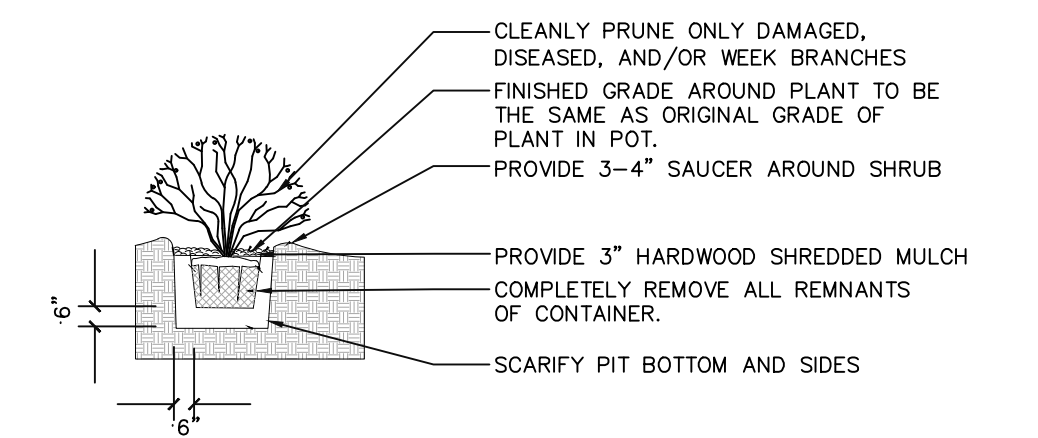 CLEANLY PRUNE ONLY DAMAGED,
DISEASED, AND/OR WEEK BRANCHES
FINISHED GRADE AROUND PLANT TO BE
THE SAME AS ORIGINAL GRADE OF
PLANT IN POT.
PROVIDE 3-4" SAUCER AROUND SHRUB
PROVIDE 3" HARDWOOD SHREDDED MULCH
COMPLETELY REMOVE ALL REMNANTS
OF CONTAINER.
SCARIFY PIT BOTTOM AND SIDES
6"
6"